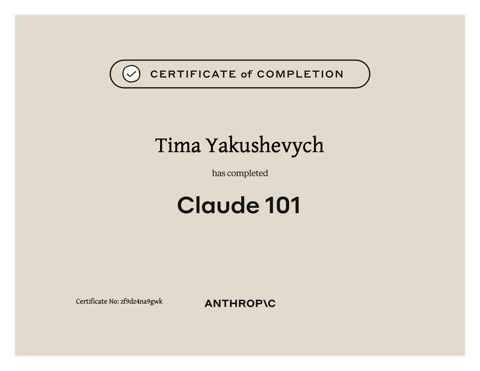 CERTIFICATE of COMPLETION
Tima Yakushevych
has completed
Claude 101
Certificate No: zf9dz4na9gwk
ANTHROP\C